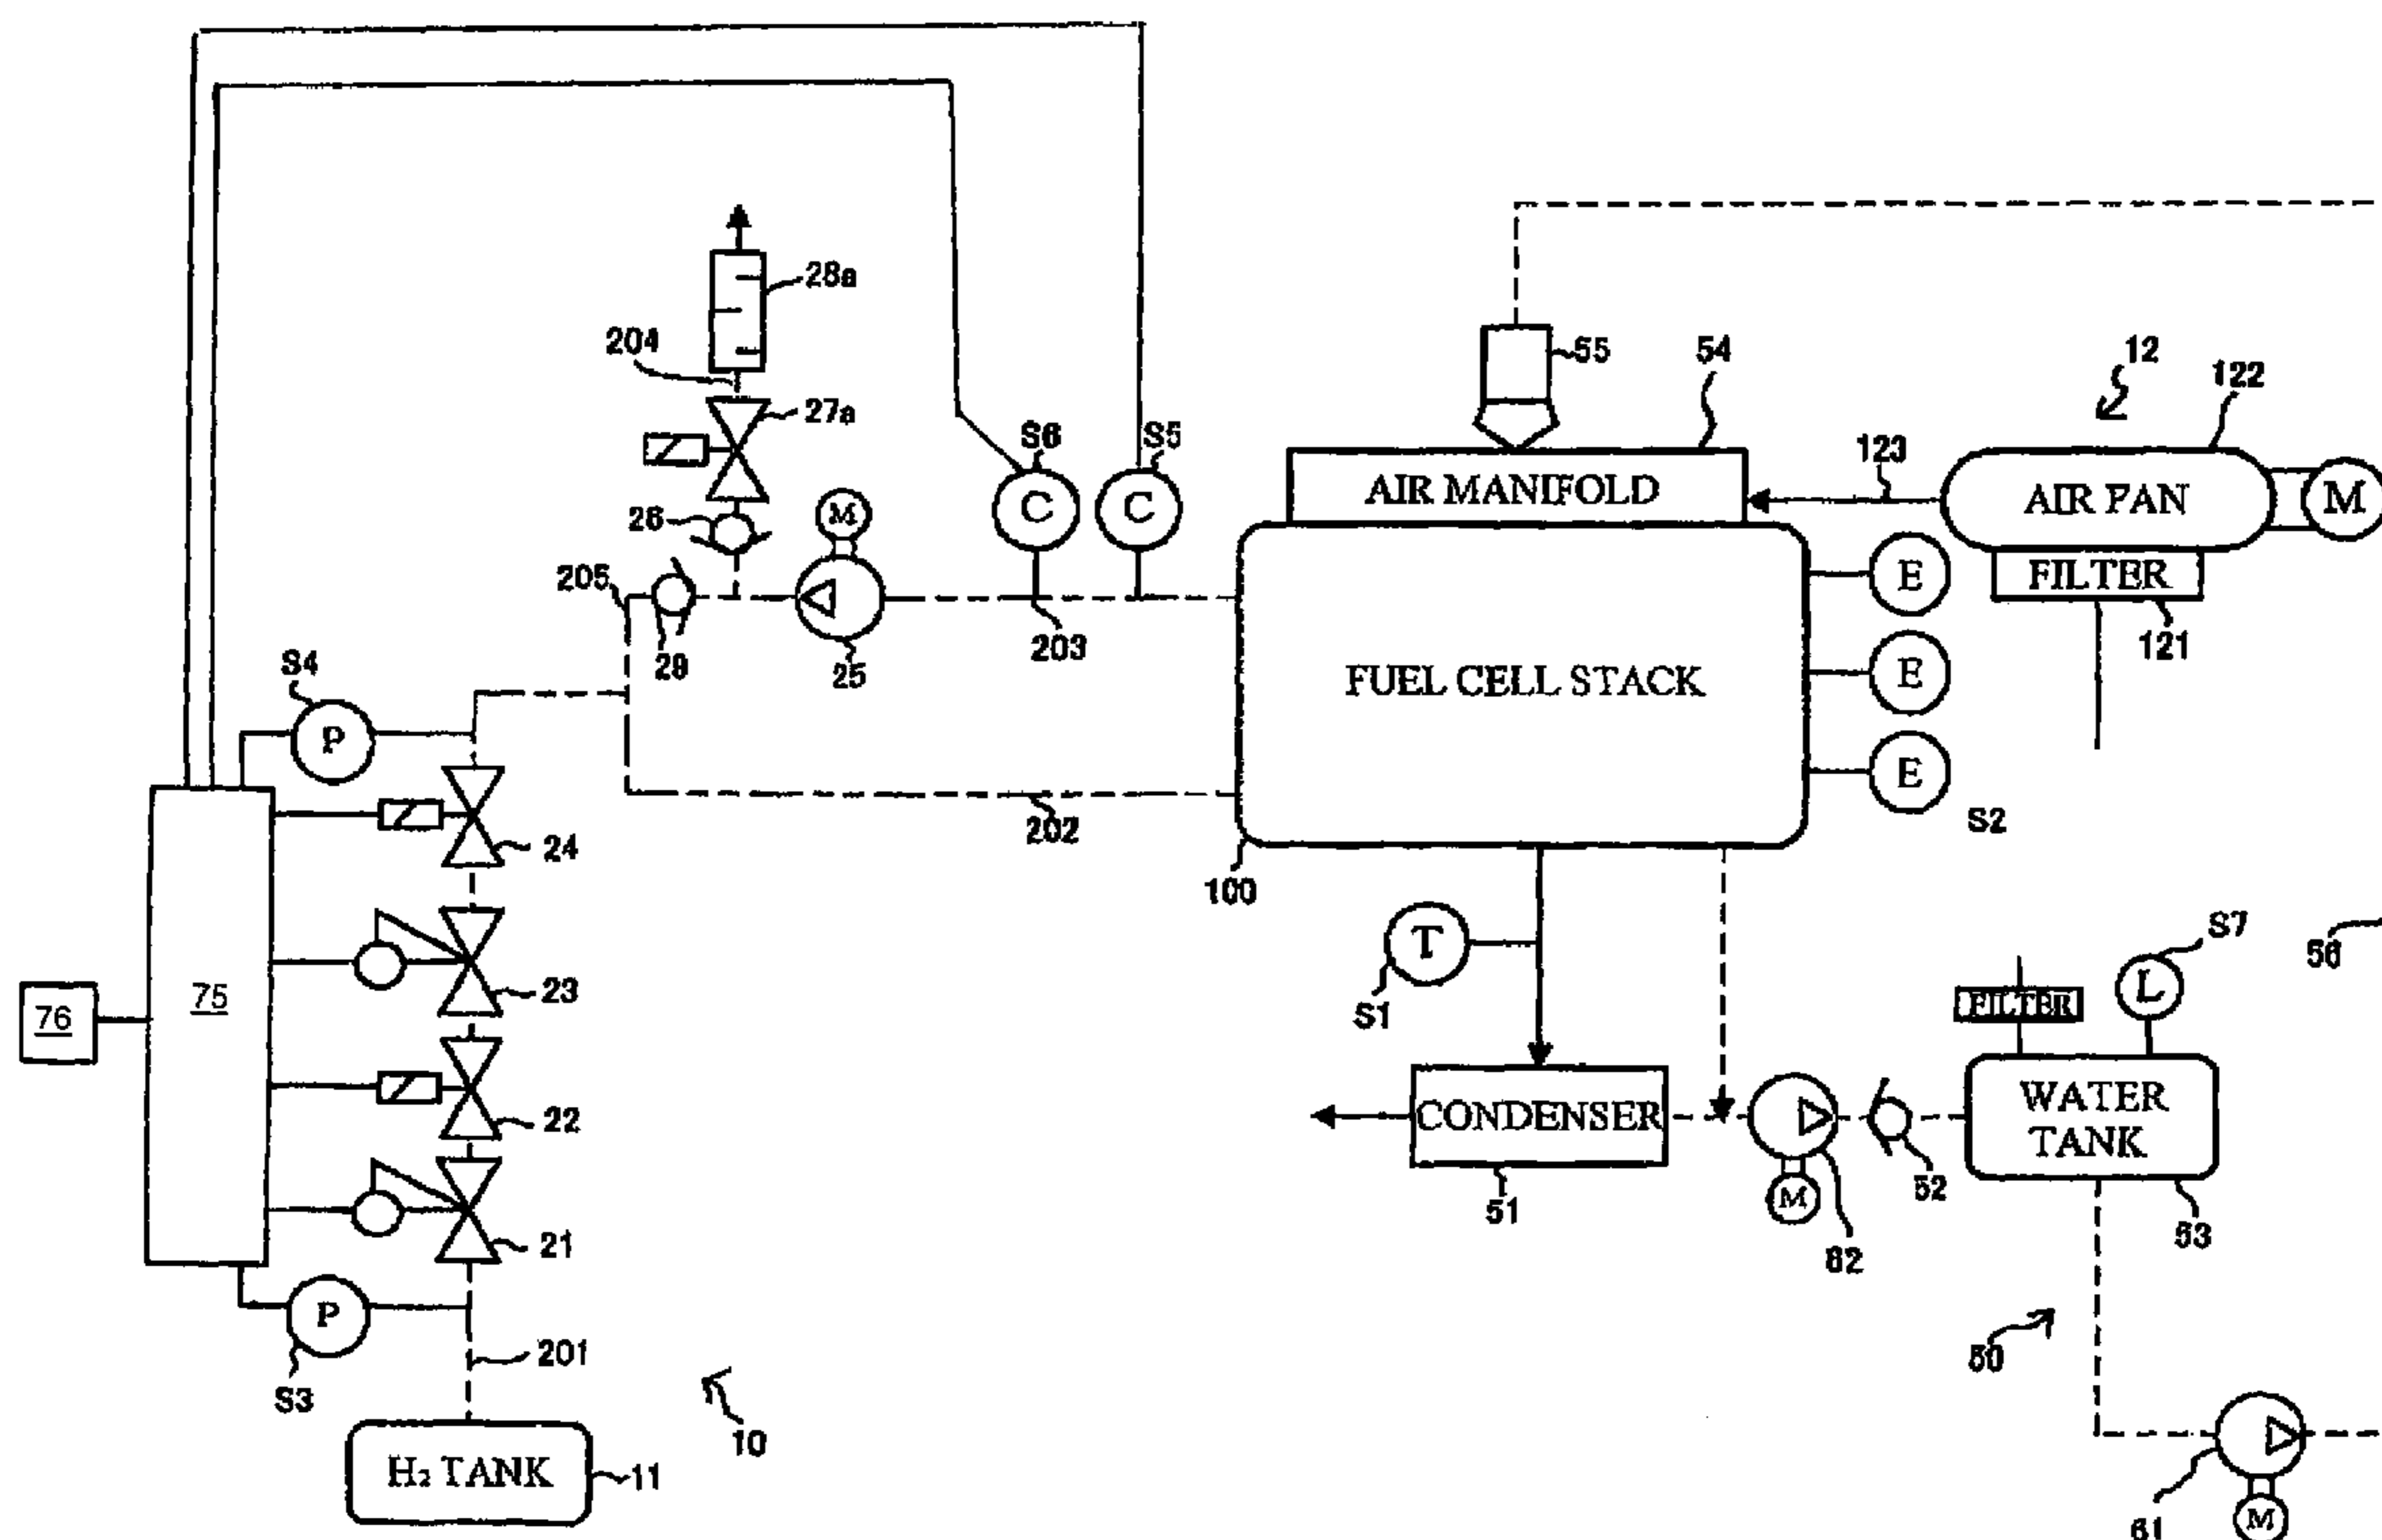 28a
204
27a
S6
S5
C
C
26
M
205
29
25
203
55
54
12
122
123
AIR MANIFOLD
AIR PAN
M
FILTER
121
E
E
E
S2
FUEL CELL STACK
100
S4
P
24
202
23
75
76
22
21
P
S3
201
10
H₂ TANK
11
T
S1
CONDENSER
51
M
62
52
FILTER
S7
L
56
WATER
TANK
53
50
M
61